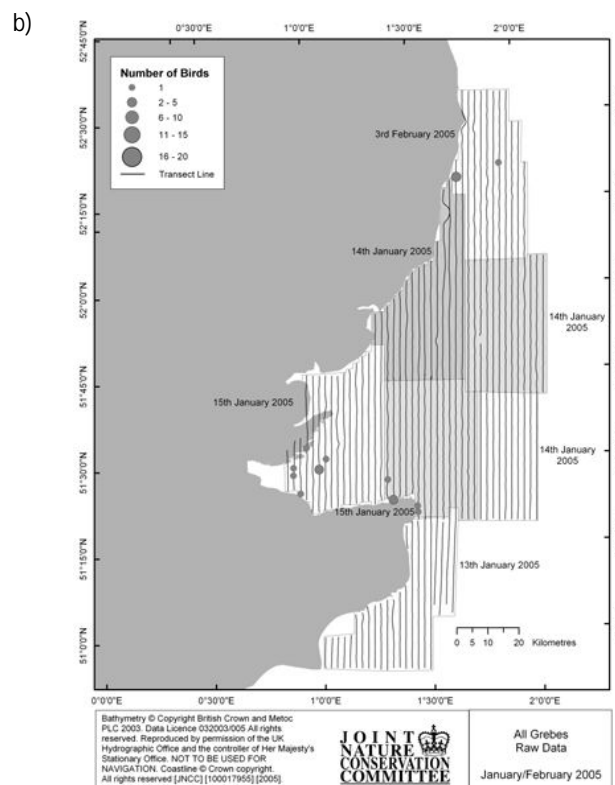 b)
0°0'0"E
0°30'0"E
1°0'0"E
1°30'0"E
2°0'0"E
52°45'0"N
52°30'0"N
52°15'0"N
52°0'0"N
51°45'0"N
51°30'0"N
51°15'0"N
51°0'0"N
Number of Birds
1
2 - 5
6 - 10
11 - 15
16 - 20
Transect Line
3rd February 2005
14th January 2005
14th January
2005
15th January 2005
14th January
2005
15th January 2005
13th January 2005
0 5 10 20
Kilometres
0°0'0"E
0°30'0"E
1°0'0"E
1°30'0"E
2°0'0"E
Bathymetry © Copyright British Crown and Metoc
PLC 2003. Data Licence 032003/005 All rights
reserved. Reproduced by permission of the UK
Hydrographic Office and the controller of Her Majesty's
Stationary Office. NOT TO BE USED FOR
NAVIGATION. Coastline © Crown copyright.
All rights reserved [JNCC] [100017955] [2005].
JOINT
NATURE
CONSERVATION
COMMITTEE
All Grebes
Raw Data
January/February 2005